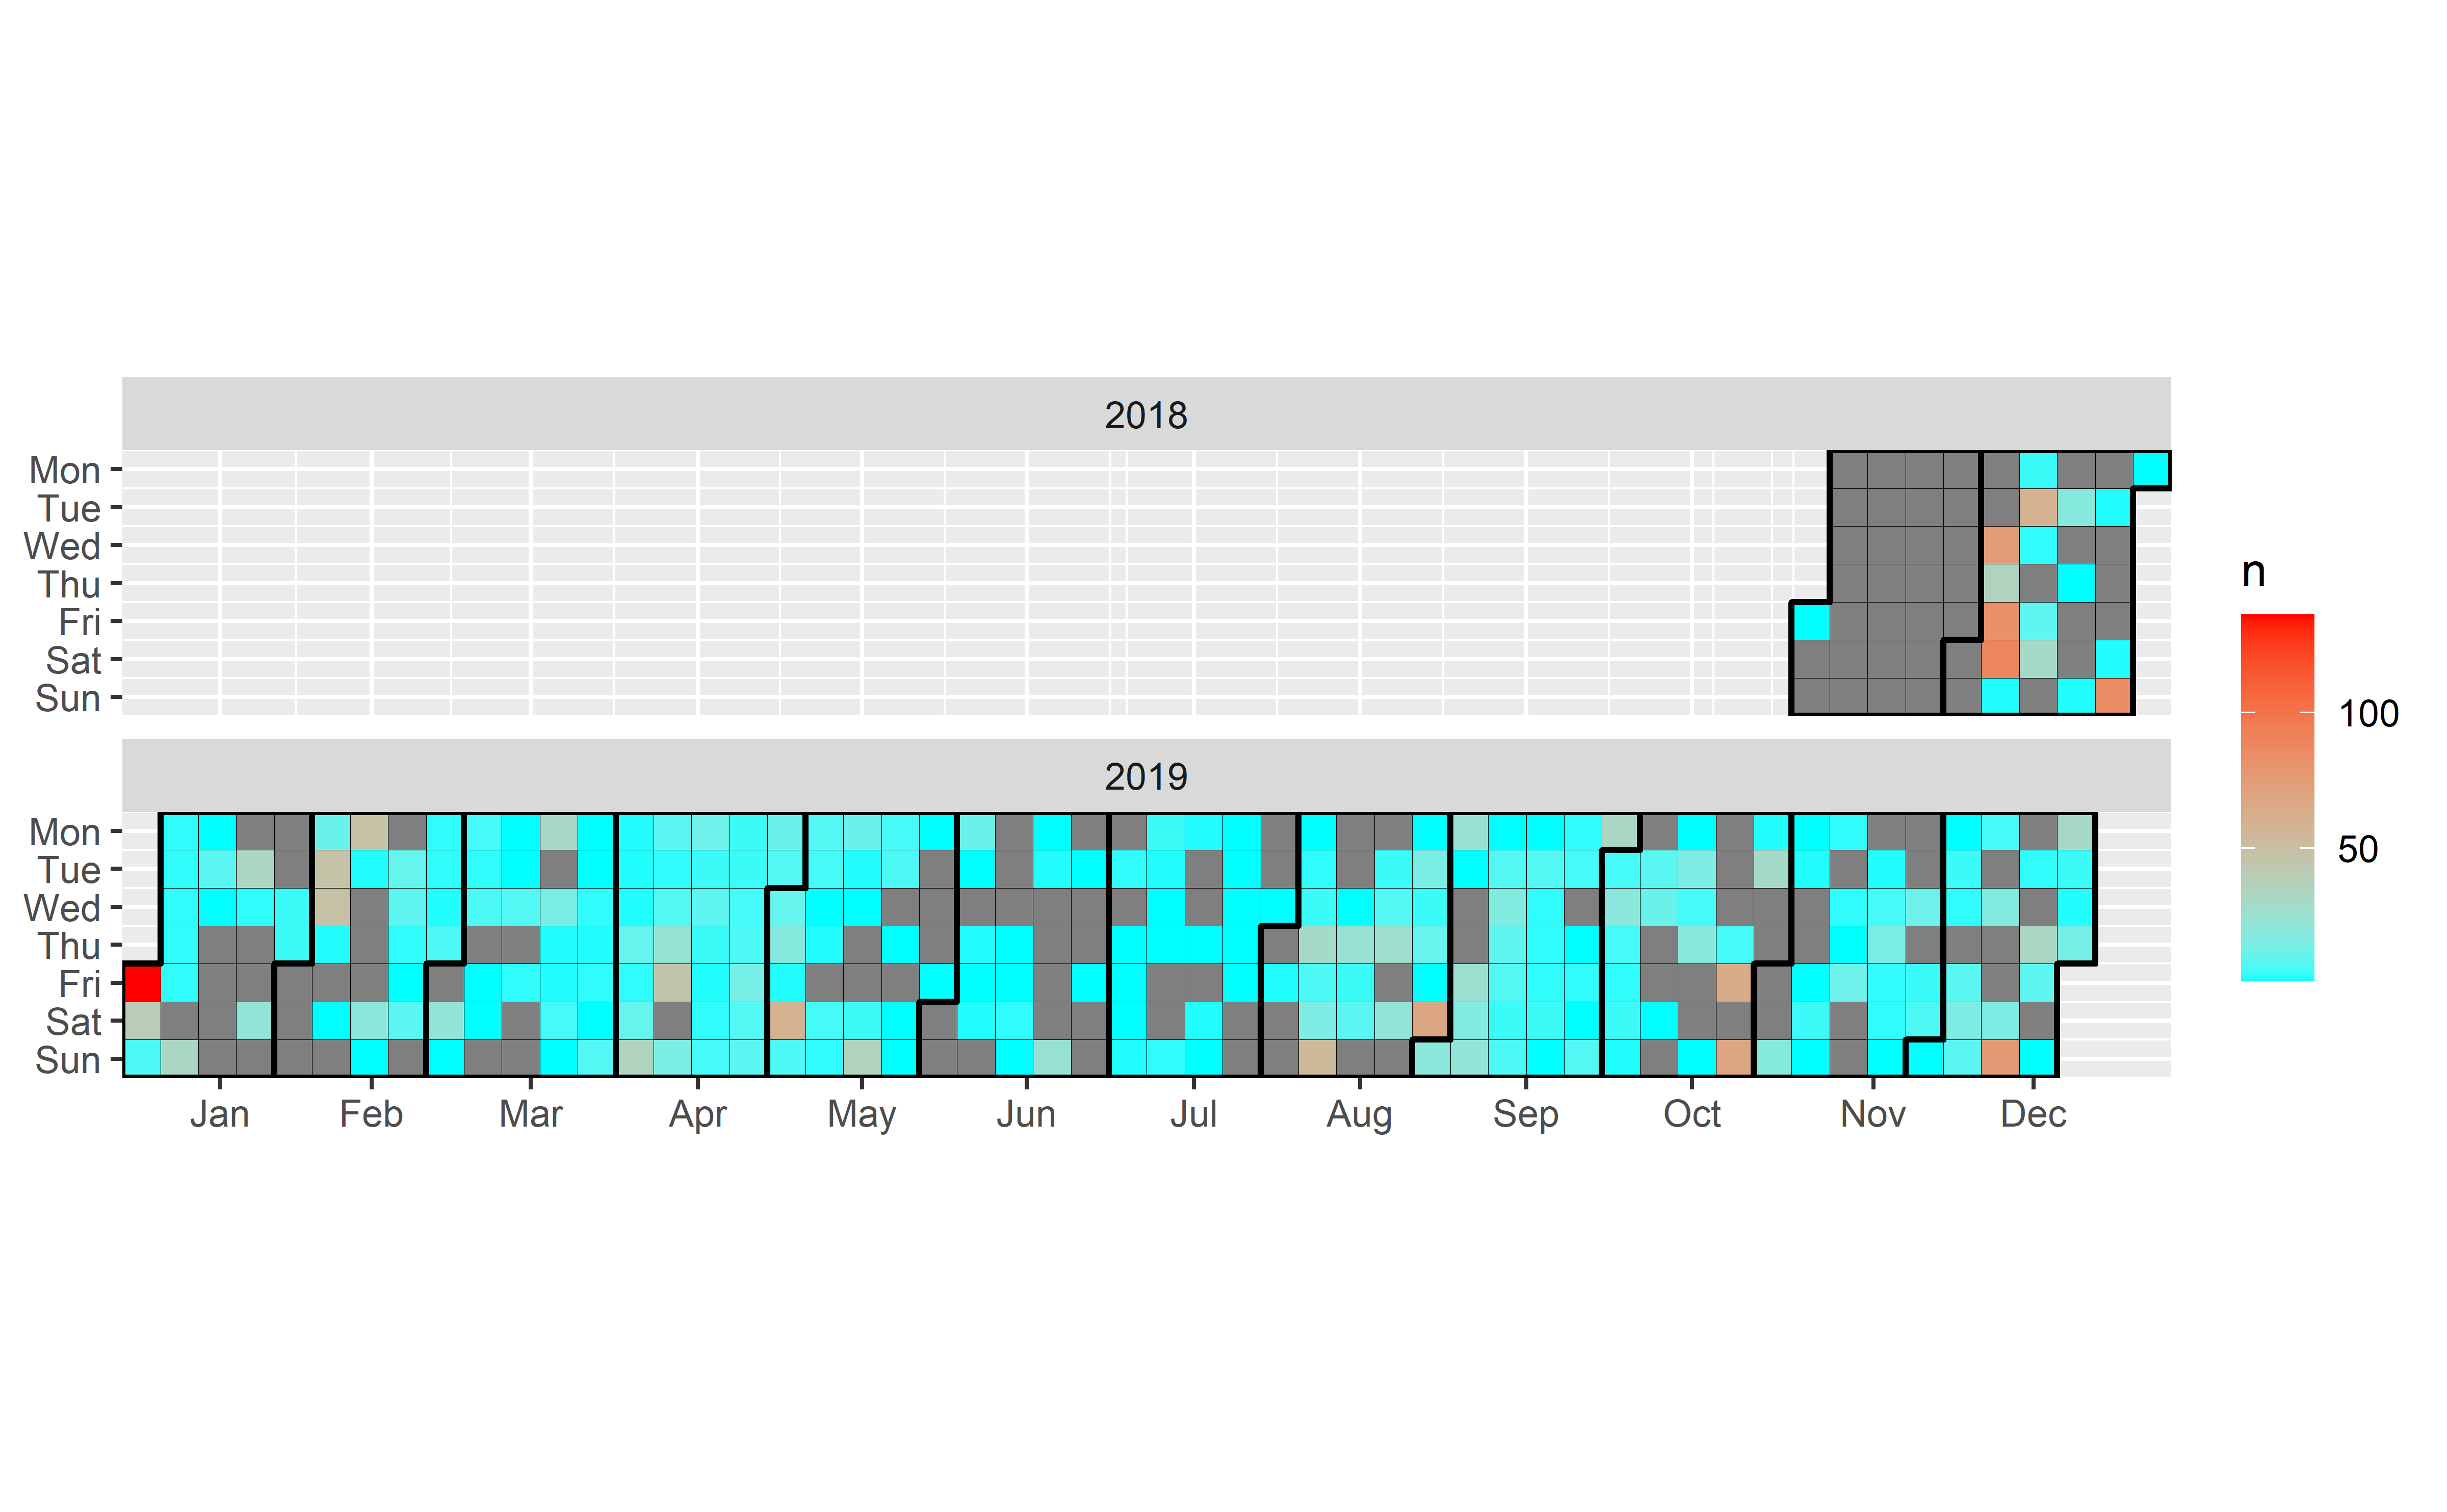 2018
Mon
Tue
Wed
Thu
Fri
Sat
Sun
2019
Mon
Tue
Wed
Thu
Fri
Sat
Sun
Jan Feb Mar Apr May Jun Jul Aug Sep Oct Nov Dec
n
100
50